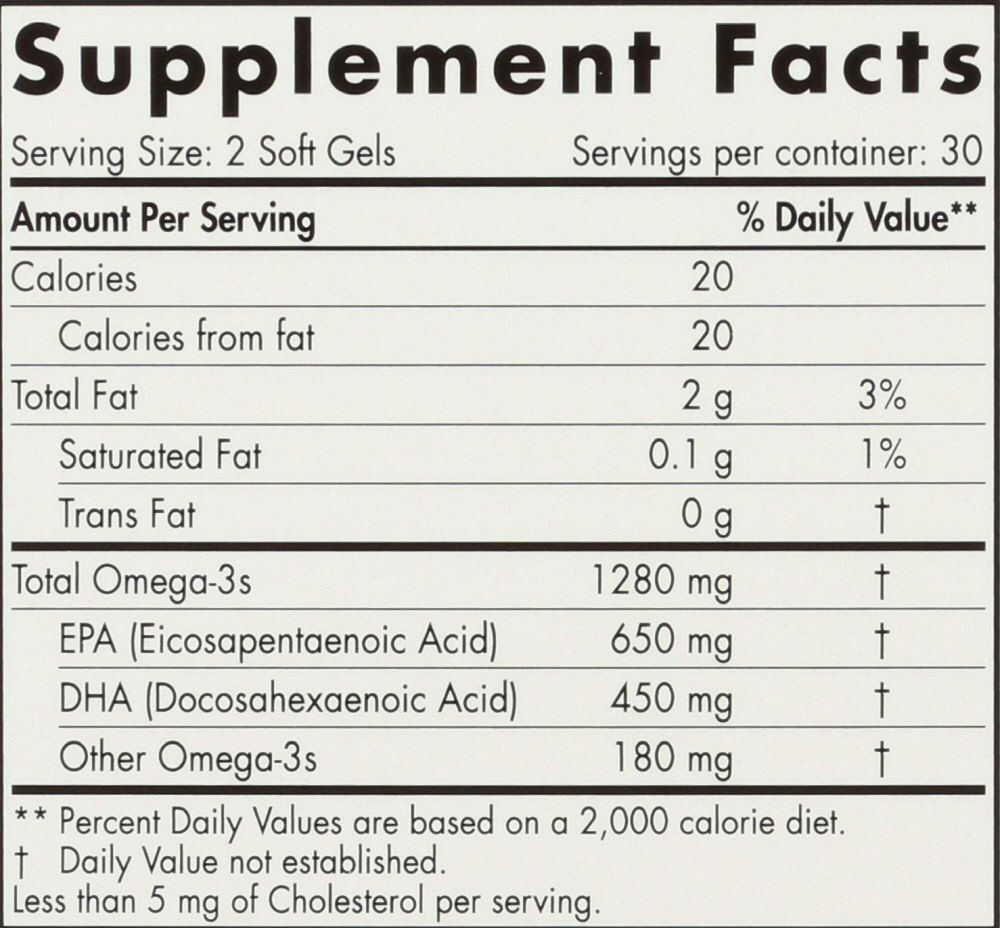 Supplement Facts
Serving Size: 2 Soft Gels Servings per container: 30
Amount Per Serving % Daily Value**
Calories 20
Calories from fat 20
Total Fat 2 g 3%
Saturated Fat 0.1 g 1%
Trans Fat 0 g †
Total Omega-3s 1280 mg †
EPA (Eicosapentaenoic Acid) 650 mg †
DHA (Docosahexaenoic Acid) 450 mg †
Other Omega-3s 180 mg †
** Percent Daily Values are based on a 2,000 calorie diet.
† Daily Value not established.
Less than 5 mg of Cholesterol per serving.